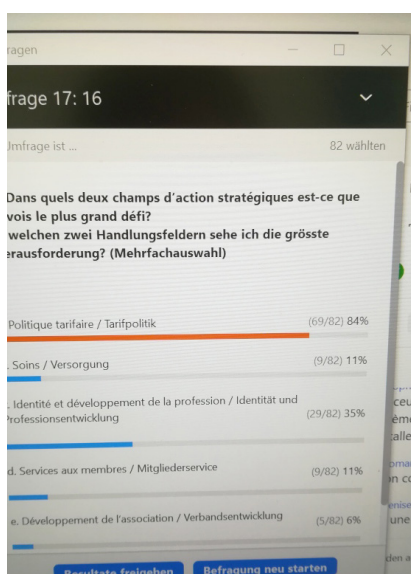 ragen
frage 17: 16
Umfrage ist ...
82 wählten
Dans quels deux champs d'action stratégiques est-ce que
vois le plus grand défi?
welchen zwei Handlungsfeldern sehe ich die grösste
erausforderung? (Mehrfachauswahl)
Politique tarifaire / Tarifpolitik
(69/82) 84%
. Soins / Versorgung
(9/82) 11%
. Identité et développement de la profession / Identität und
Professionsentwicklung
(29/82) 35%
d. Services aux membres / Mitgliederservice
(9/82) 11%
e. Développement de l'association / Verbandsentwicklung
(5/82) 6%
Resultate freigeben
Befragung neu starten